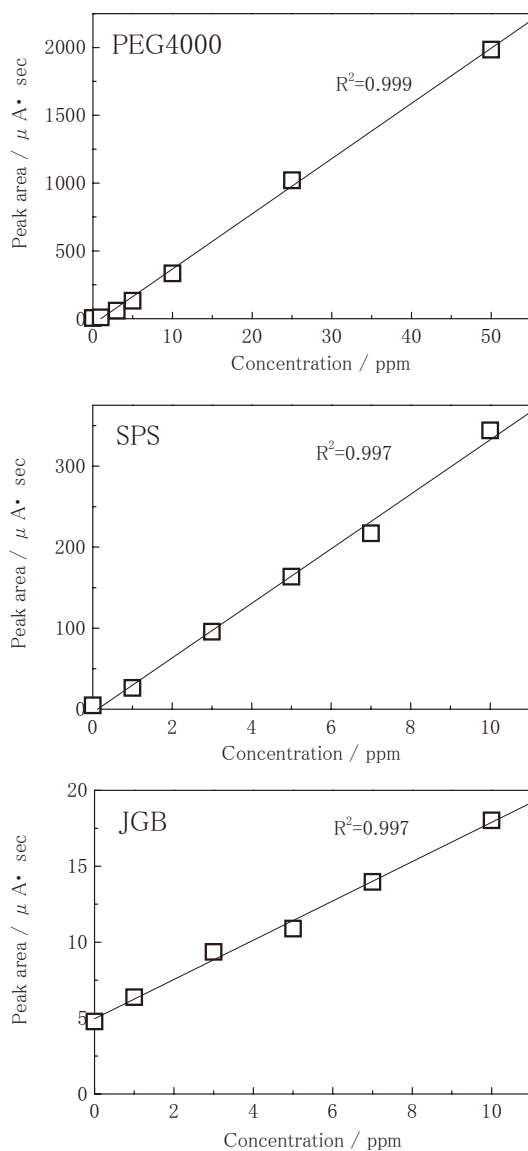 PEG4000
R²=0.999
2000
1500
1000
500
0
Peak area / μ A• sec
0 10 20 30 40 50
Concentration / ppm
SPS
R²=0.997
300
200
100
0
Peak area / μ A• sec
0 2 4 6 8 10
Concentration / ppm
JGB
R²=0.997
20
15
10
5
0
Peak area / μ A• sec
0 2 4 6 8 10
Concentration / ppm